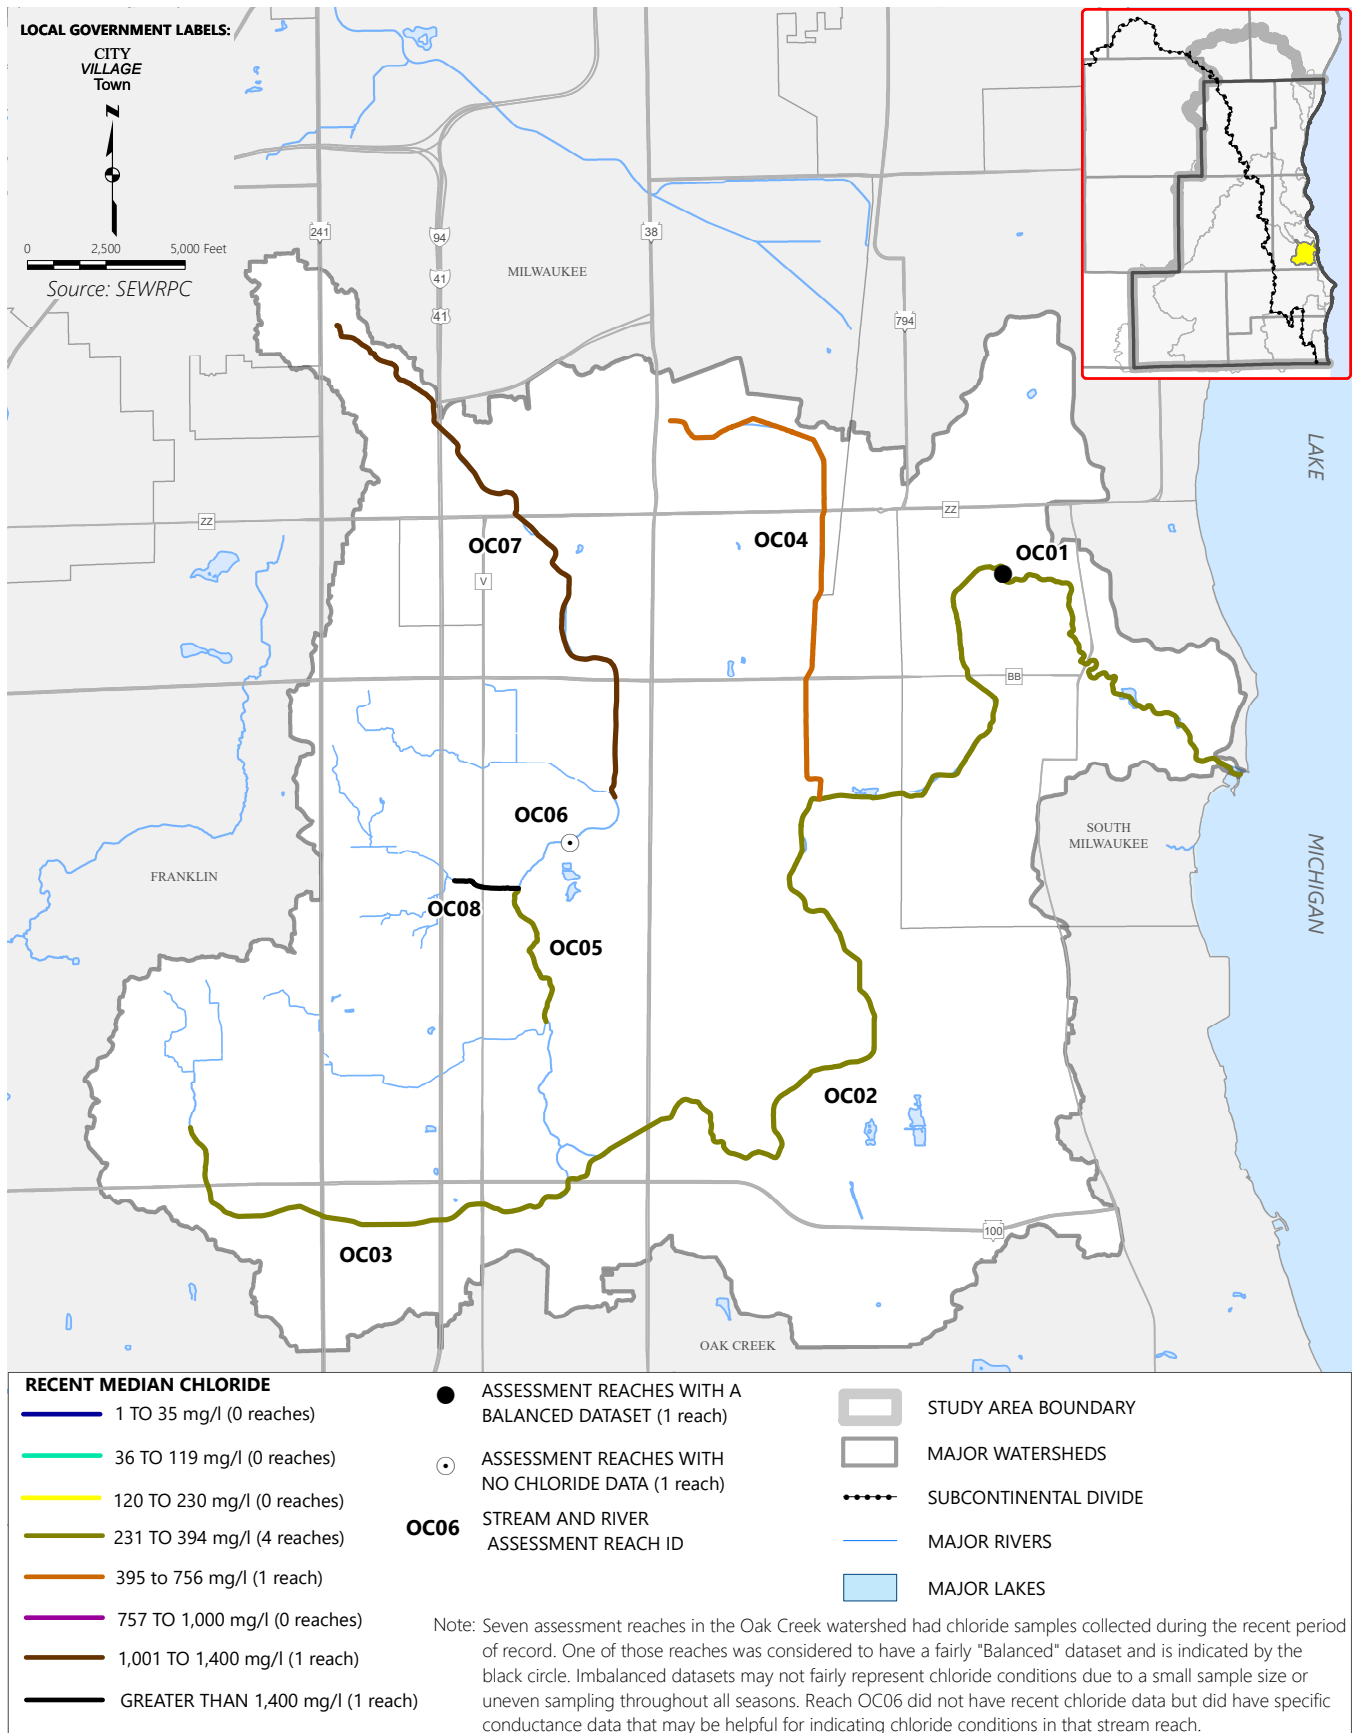 LOCAL GOVERNMENT LABELS:
CITY
VILLAGE
Town
Z
0 2,500 5,000 Feet
Source: SEWRPC
241
94
41
41
38
794
MILWAUKEE
LAKE
ZZ
ZZ
OC07
OC04
OC01
V
BB
OC06
SOUTH
MILWAUKEE
MICHIGAN
FRANKLIN
OC08
OC05
OC02
100
OC03
OAK CREEK
RECENT MEDIAN CHLORIDE
1 TO 35 mg/l (0 reaches)
36 TO 119 mg/l (0 reaches)
120 TO 230 mg/l (0 reaches)
231 TO 394 mg/l (4 reaches)
395 to 756 mg/l (1 reach)
757 TO 1,000 mg/l (0 reaches)
1,001 TO 1,400 mg/l (1 reach)
GREATER THAN 1,400 mg/l (1 reach)
ASSESSMENT REACHES WITH A
BALANCED DATASET (1 reach)
ASSESSMENT REACHES WITH
NO CHLORIDE DATA (1 reach)
OC06 STREAM AND RIVER
ASSESSMENT REACH ID
STUDY AREA BOUNDARY
MAJOR WATERSHEDS
SUBCONTINENTAL DIVIDE
MAJOR RIVERS
MAJOR LAKES
Note: Seven assessment reaches in the Oak Creek watershed had chloride samples collected during the recent period
of record. One of those reaches was considered to have a fairly "Balanced" dataset and is indicated by the
black circle. Imbalanced datasets may not fairly represent chloride conditions due to a small sample size or
uneven sampling throughout all seasons. Reach OC06 did not have recent chloride data but did have specific
conductance data that may be helpful for indicating chloride conditions in that stream reach.